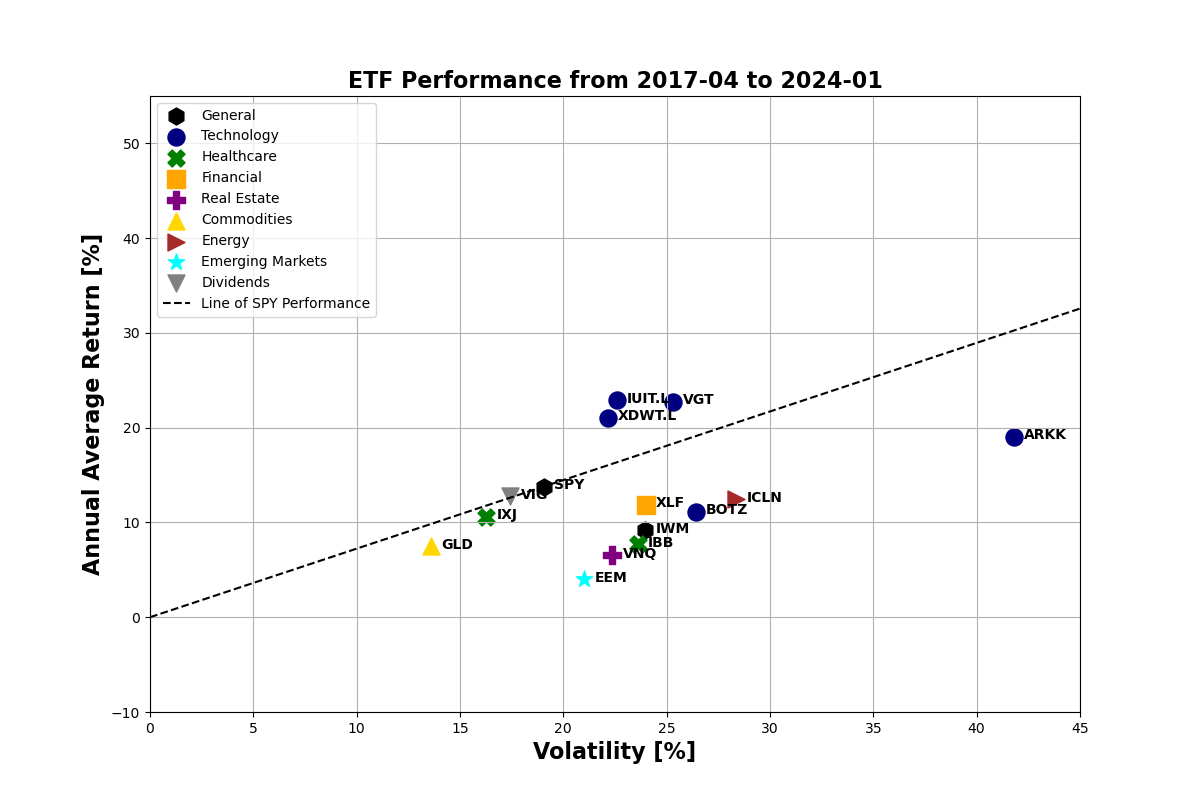 ETF Performance from 2017-04 to 2024-01
General
Technology
Healthcare
Financial
Real Estate
Commodities
Energy
Emerging Markets
Dividends
Line of SPY Performance
Annual Average Return [%]
50
40
30
20
10
0
−10
IUIT.L
VGT
XDWT.L
ARKK
SPY
VIG
ICLN
XLF
BOTZ
IXJ
IWM
IBB
GLD
VNQ
EEM
0 5 10 15 20 25 30 35 40 45
Volatility [%]